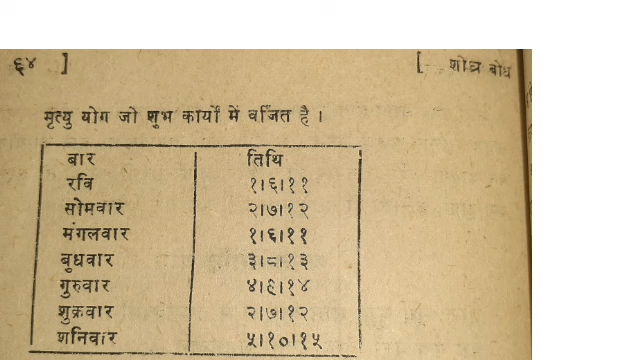 ६४ ] [ शीघ्र बोध
मृत्यु योग जो शुभ कार्यों में वर्जित है ।
बार तिथि
रवि १।६।११
सोमवार २।७।१२
मंगलवार १।६।११
बुधवार ३।८।१३
गुरुवार ४।९।१४
शुक्रवार २।७।१२
शनिवार ५।१०।१५